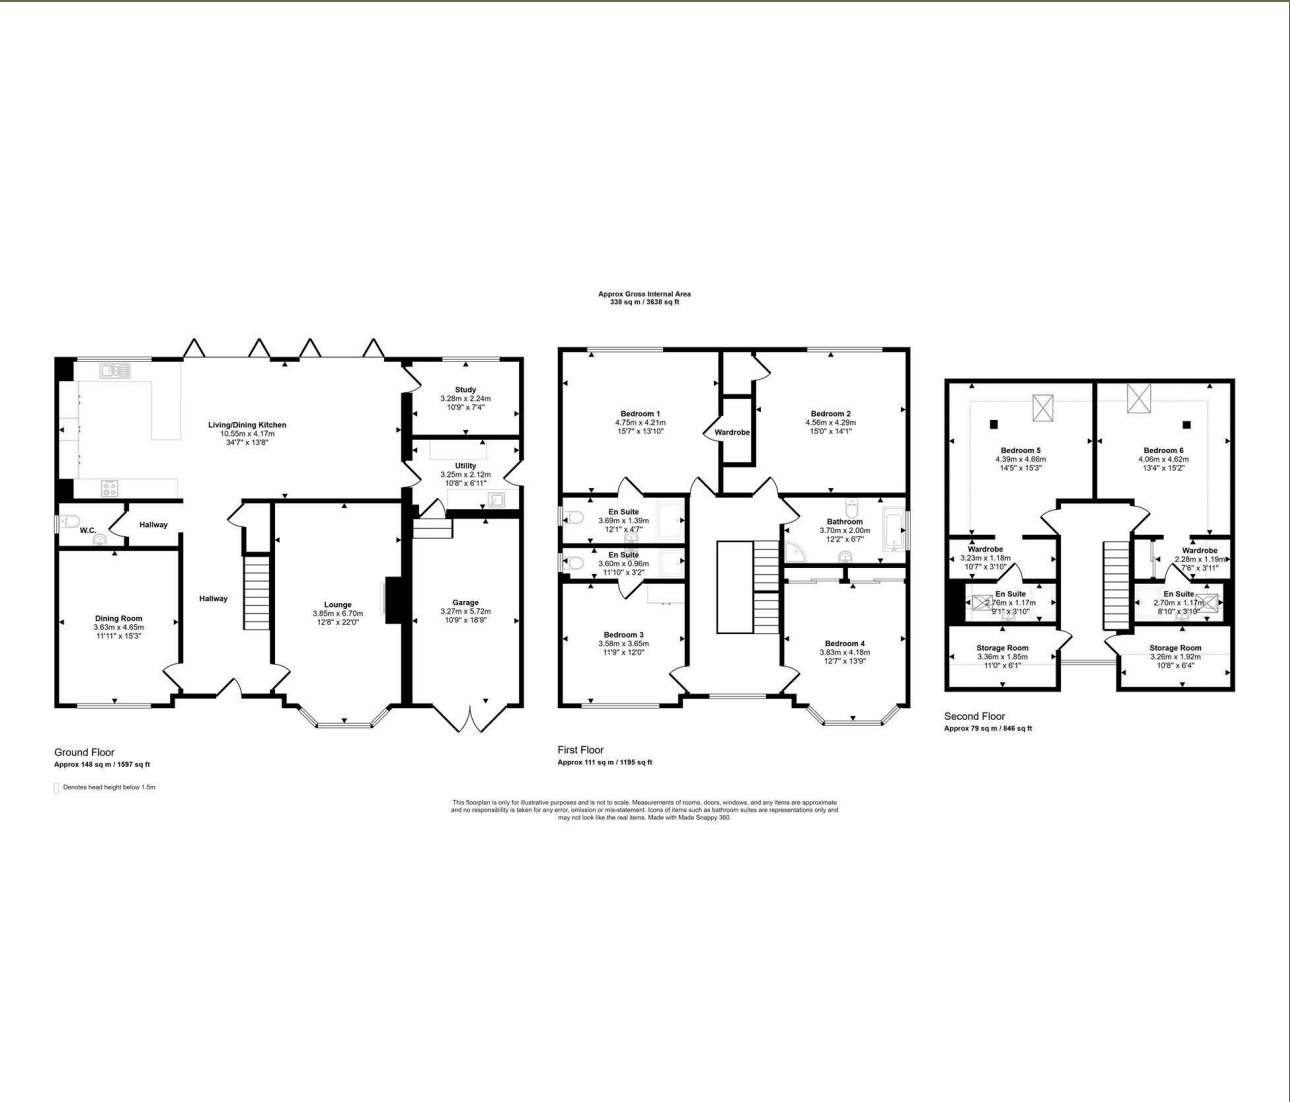 Approx Gross Internal Area
338 sq m / 3638 sq ft
Living/Dining Kitchen
10.55m x 4.17m
34'7" x 13'8"
Study
3.28m x 2.24m
10'9" x 7'4"
Utility
3.25m x 2.12m
10'8" x 6'11"
W.C.
Hallway
Hallway
Dining Room
3.63m x 4.65m
11'11" x 15'3"
Lounge
3.85m x 6.70m
12'8" x 22'0"
Garage
3.27m x 5.72m
10'9" x 18'9"
Ground Floor
Approx 148 sq m / 1597 sq ft
Denotes head height below 1.5m
Bedroom 1
4.75m x 4.21m
15'7" x 13'10"
Wardrobe
Bedroom 2
4.56m x 4.29m
15'0" x 14'1"
En Suite
3.69m x 1.39m
12'1" x 4'7"
En Suite
3.60m x 0.96m
11'10" x 3'2"
Bathroom
3.70m x 2.00m
12'2" x 6'7"
Bedroom 3
3.58m x 3.65m
11'9" x 12'0"
Bedroom 4
3.83m x 4.18m
12'7" x 13'9"
First Floor
Approx 111 sq m / 1195 sq ft
Bedroom 5
4.39m x 4.66m
14'5" x 15'3"
Bedroom 6
4.06m x 4.62m
13'4" x 15'2"
Wardrobe
3.23m x 1.18m
10'7" x 3'10"
Wardrobe
2.28m x 1.19m
7'6" x 3'11"
En Suite
2.76m x 1.17m
9'1" x 3'10"
En Suite
2.70m x 1.17m
8'10" x 3'10"
Storage Room
3.36m x 1.85m
11'0" x 6'1"
Storage Room
3.26m x 1.92m
10'8" x 6'4"
Second Floor
Approx 79 sq m / 846 sq ft
This floorplan is only for illustrative purposes and is not to scale. Measurements of rooms, doors, windows, and any items are approximate
and no responsibility is taken for any error, omission or mis-statement. Icons of items such as bathroom suites are representations only and
may not look like the real items. Made with Made Snappy 360.